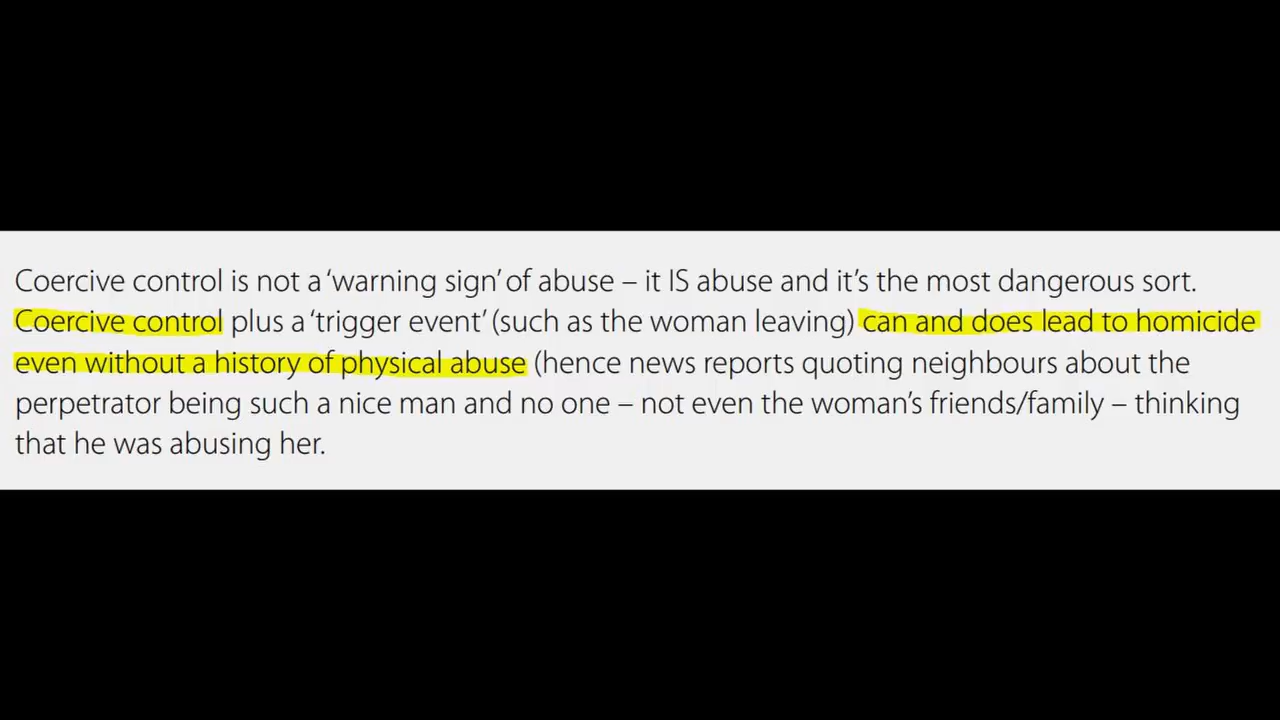 Coercive control is not a ‘warning sign’ of abuse – it IS abuse and it’s the most dangerous sort.
Coercive control plus a ‘trigger event’ (such as the woman leaving) can and does lead to homicide
even without a history of physical abuse (hence news reports quoting neighbours about the
perpetrator being such a nice man and no one – not even the woman’s friends/family – thinking
that he was abusing her.